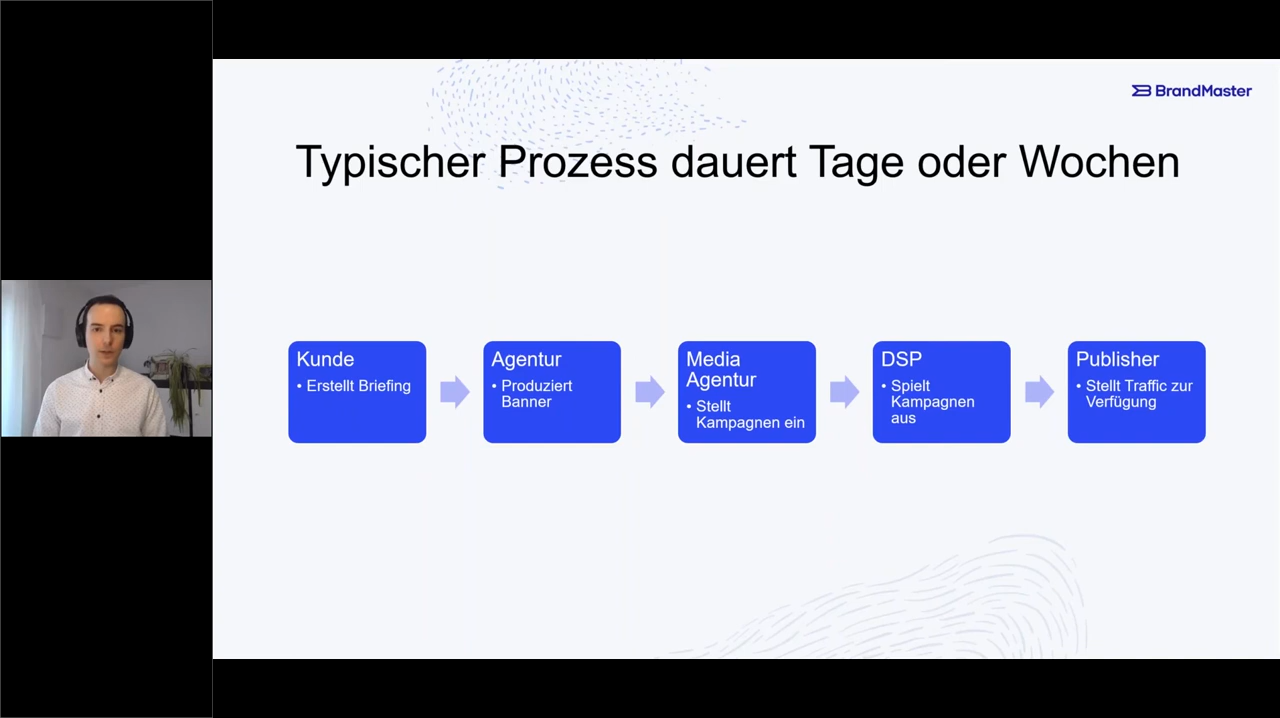 BrandMaster
Typischer Prozess dauert Tage oder Wochen
Kunde
• Erstellt Briefing
Agentur
• Produziert
Banner
Media
Agentur
• Stellt
Kampagnen ein
DSP
• Spielt
Kampagnen
aus
Publisher
• Stellt Traffic zur
Verfügung